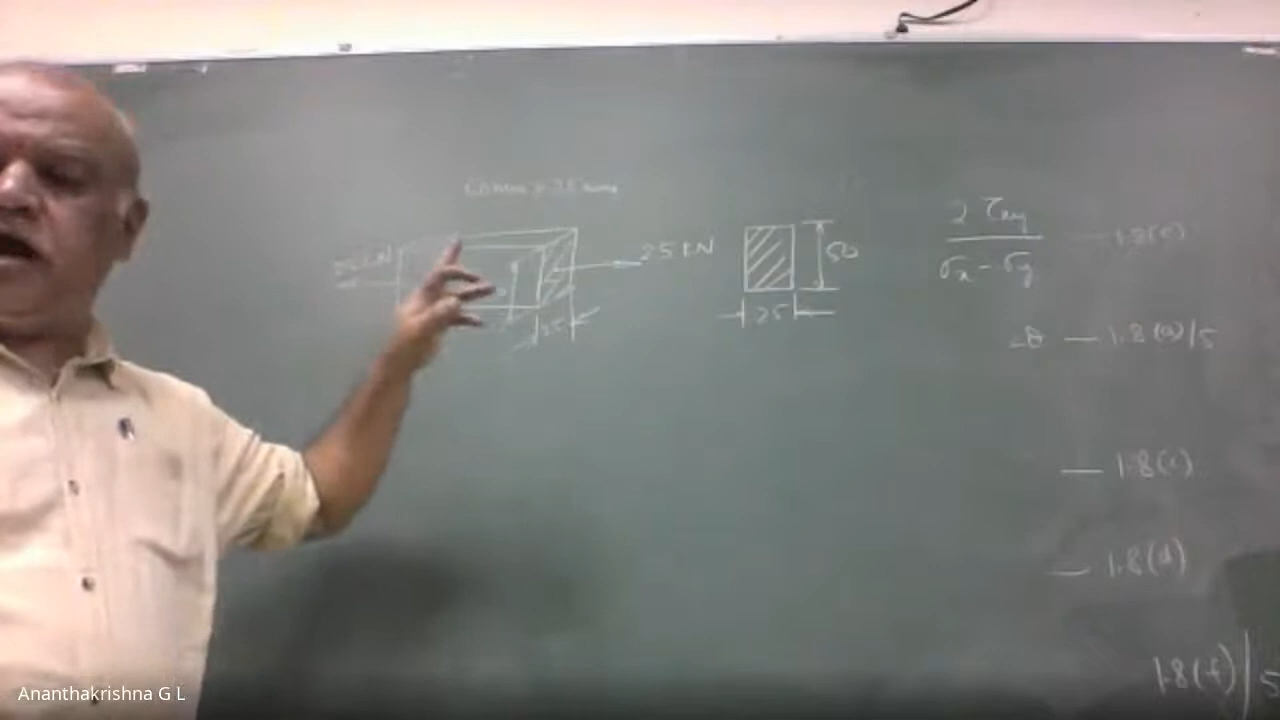 25 kN
50
25
25
2 τxy
σx - σy
1.8(e)
2θ — 1.8(a)/5
— 1.8(c)
— 1.8(d)
1.8(f)| 5
Ananthakrishna G L